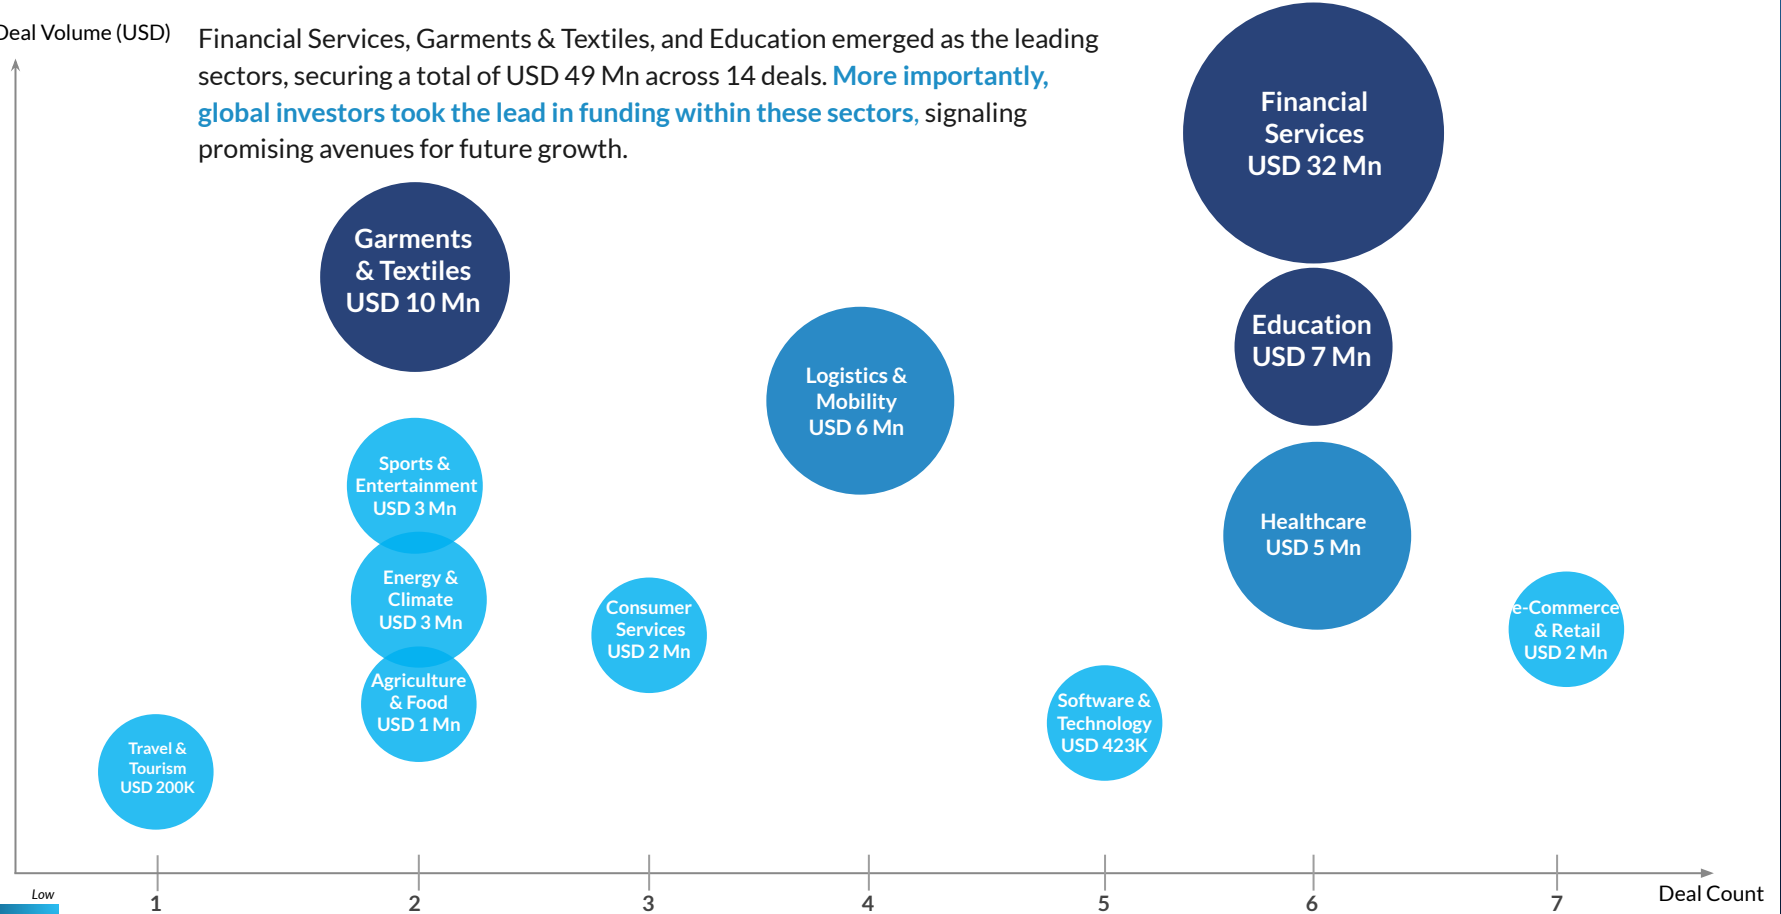 Deal Volume (USD)
Financial Services, Garments & Textiles, and Education emerged as the leading
sectors, securing a total of USD 49 Mn across 14 deals. More importantly,
global investors took the lead in funding within these sectors, signaling
promising avenues for future growth.
Financial
Services
USD 32 Mn
Garments
& Textiles
USD 10 Mn
Education
USD 7 Mn
Logistics &
Mobility
USD 6 Mn
Sports &
Entertainment
USD 3 Mn
Healthcare
USD 5 Mn
Energy &
Climate
USD 3 Mn
Consumer
Services
USD 2 Mn
e-Commerce
& Retail
USD 2 Mn
Agriculture
& Food
USD 1 Mn
Software &
Technology
USD 423K
Travel &
Tourism
USD 200K
Low
1 2 3 4 5 6 7
Deal Count